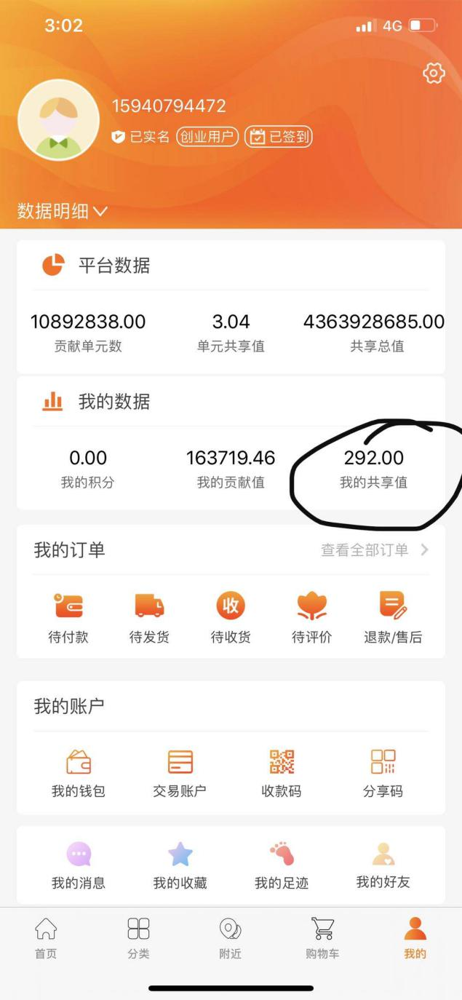 3:02 4G
15940794472
已实名 创业用户 已签到
数据明细
平台数据
10892838.00 3.04 4363928685.00
贡献单元数 单元共享值 共享总值
我的数据
0.00 163719.46 292.00
我的积分 我的贡献值 我的共享值
我的订单 查看全部订单
收
待付款 待发货 待收货 待评价 退款/售后
我的账户
我的钱包 交易账户 收款码 分享码
我的消息 我的收藏 我的足迹 我的好友
首页 分类 附近 购物车 我的